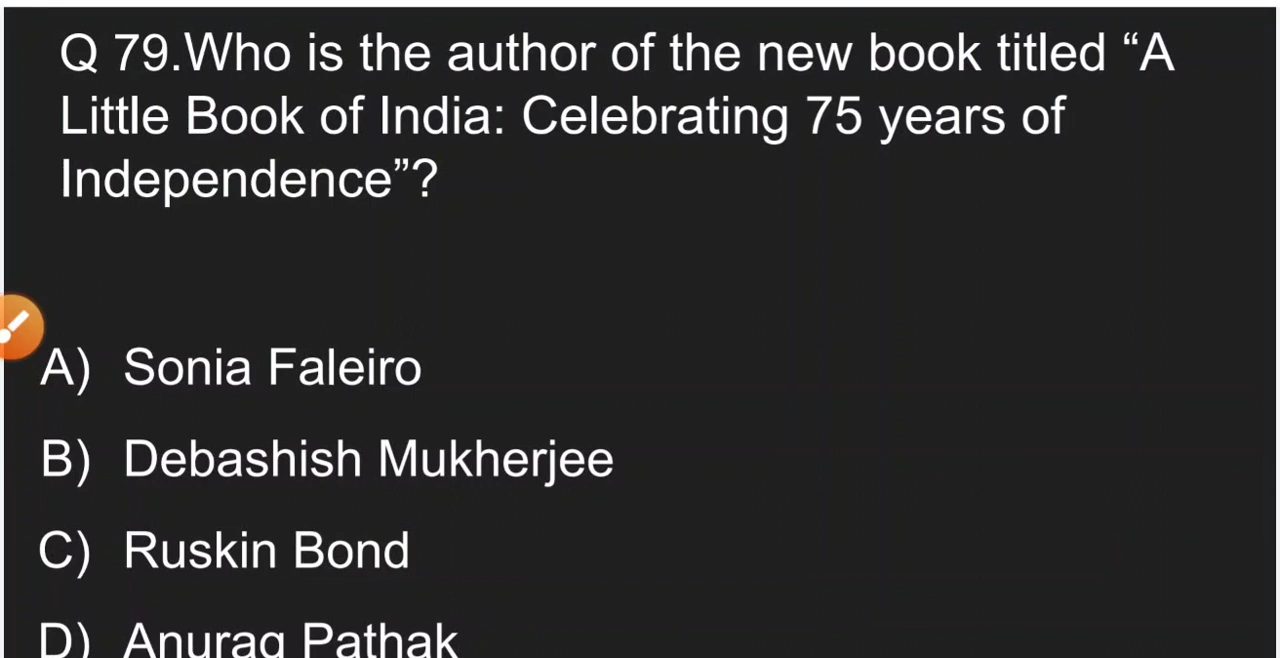 Q 79.Who is the author of the new book titled “A
Little Book of India: Celebrating 75 years of
Independence”?
A) Sonia Faleiro
B) Debashish Mukherjee
C) Ruskin Bond
D) Anurag Pathak